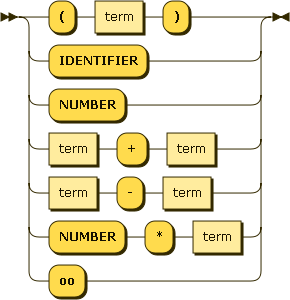 ( term )
IDENTIFIER
NUMBER
term + term
term - term
NUMBER * term
oo